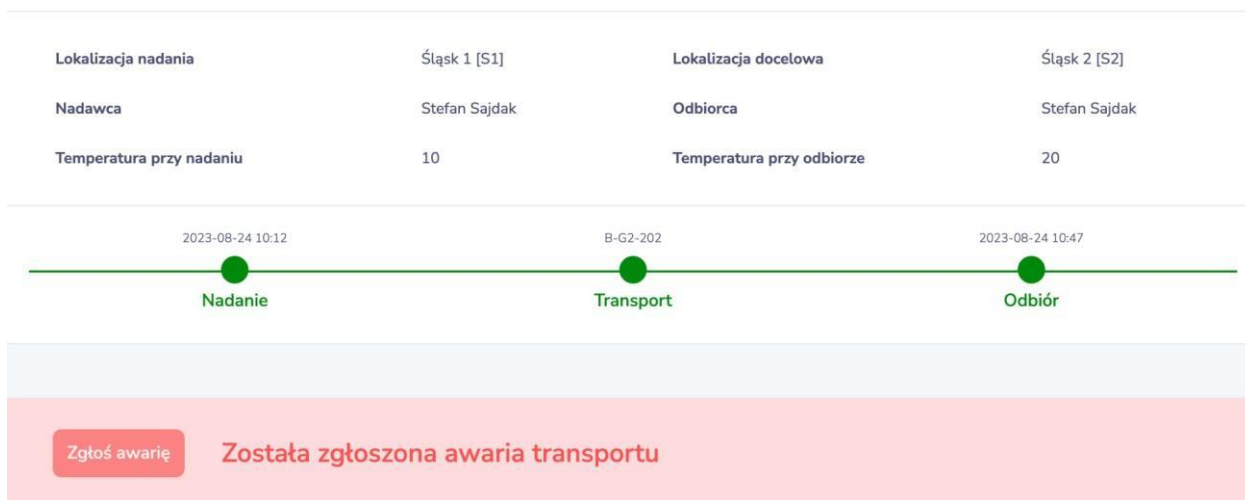 Lokalizacja nadania Śląsk 1 [S1] Lokalizacja docelowa Śląsk 2 [S2]
Nadawca Stefan Sajdak Odbiorca Stefan Sajdak
Temperatura przy nadaniu 10 Temperatura przy odbiorze 20
2023-08-24 10:12 B-G2-202 2023-08-24 10:47
Nadanie Transport Odbiór
Zgłoś awarię Została zgłoszona awaria transportu